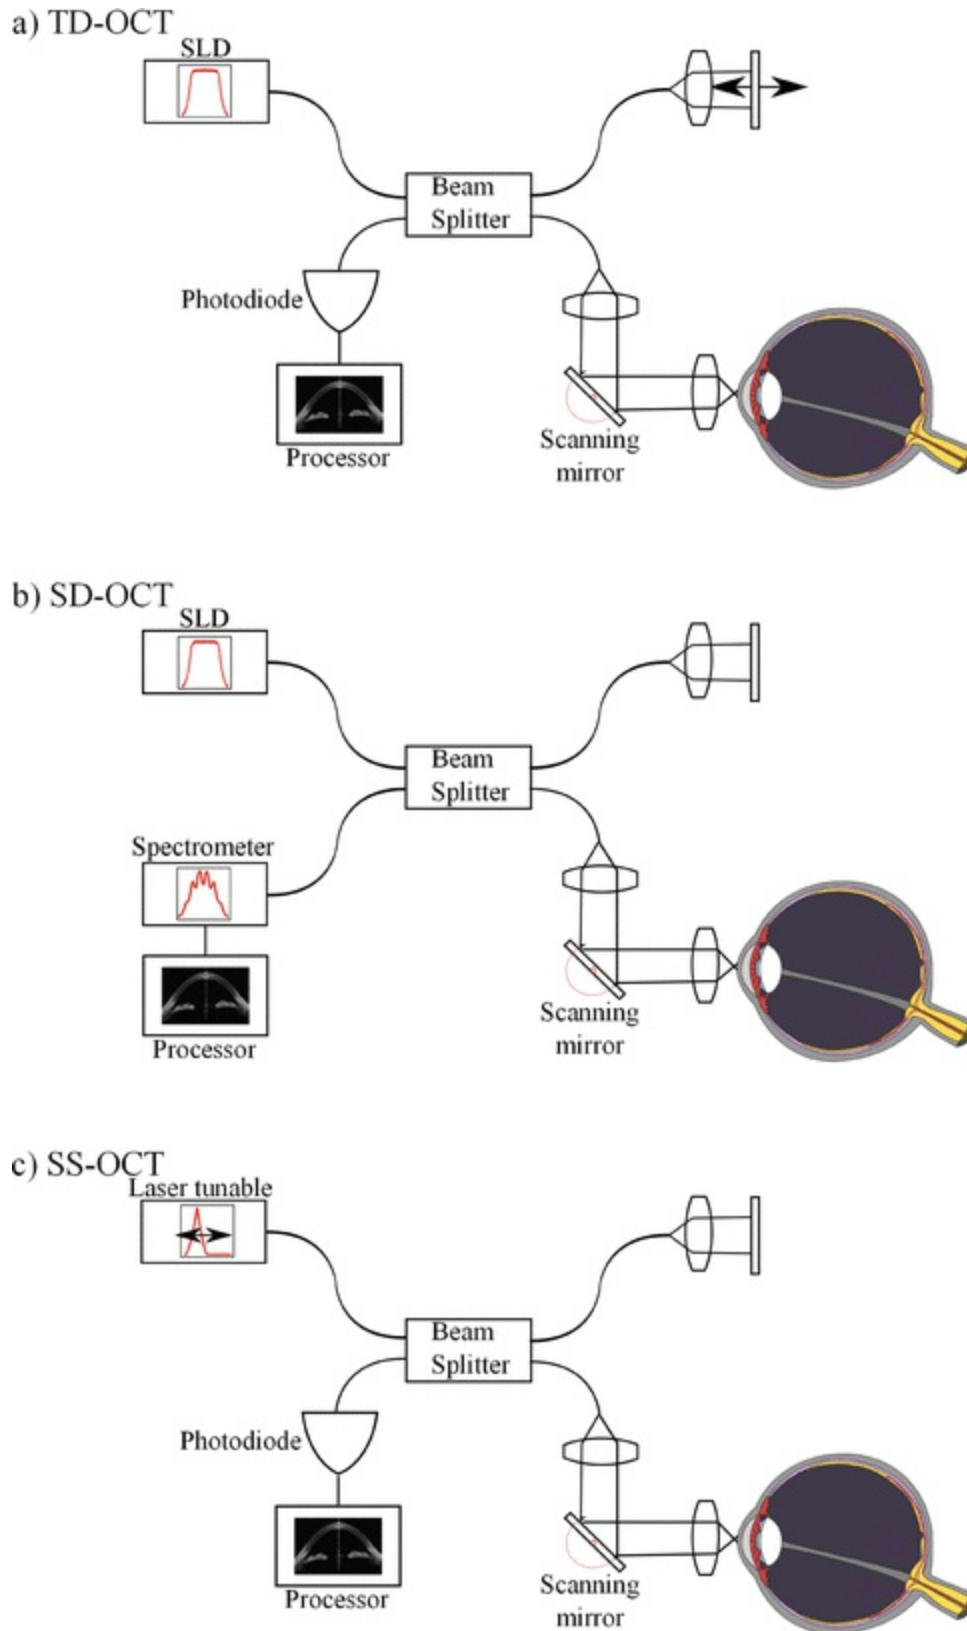 a) TD-OCT
SLD
Beam
Splitter
Photodiode
Processor
Scanning
mirror
b) SD-OCT
SLD
Beam
Splitter
Spectrometer
Processor
Scanning
mirror
c) SS-OCT
Laser tunable
Beam
Splitter
Photodiode
Processor
Scanning
mirror